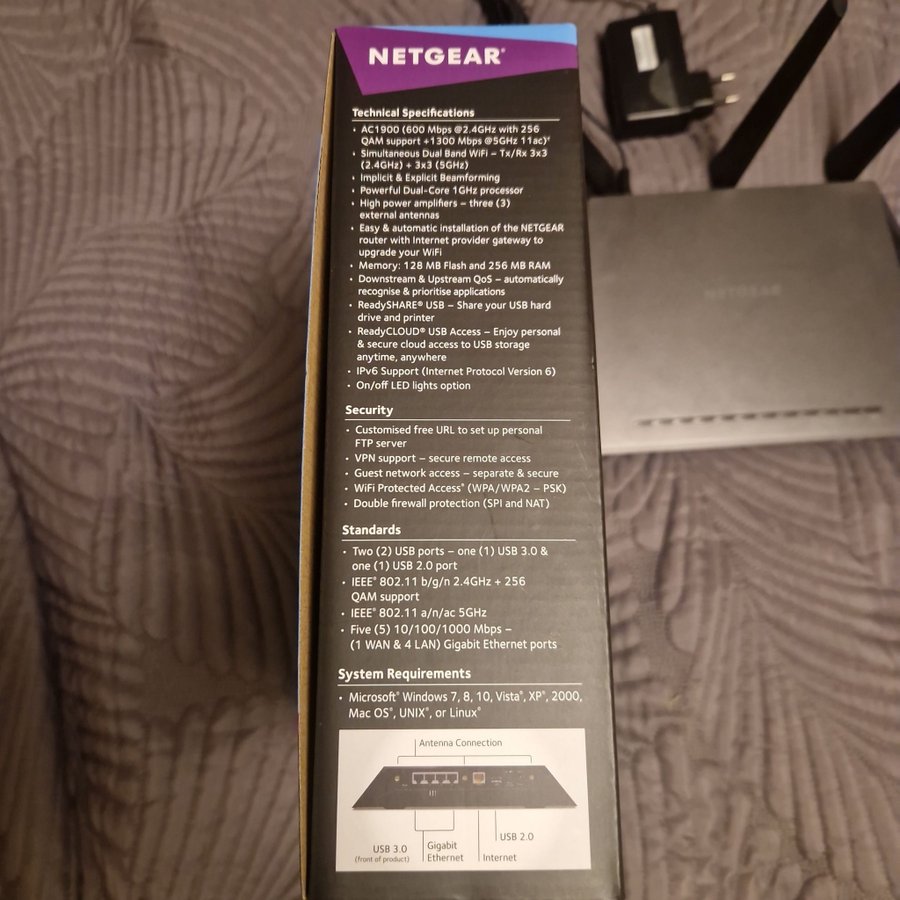 NETGEAR®
Technical Specifications
• AC1900 (600 Mbps @2.4GHz with 256
QAM support +1300 Mbps @5GHz 11ac)†
• Simultaneous Dual Band WiFi – Tx/Rx 3x3
(2.4GHz) + 3x3 (5GHz)
• Implicit & Explicit Beamforming
• Powerful Dual-Core 1GHz processor
• High power amplifiers – three (3)
external antennas
• Easy & automatic installation of the NETGEAR
router with Internet provider gateway to
upgrade your WiFi
• Memory: 128 MB Flash and 256 MB RAM
• Downstream & Upstream QoS – automatically
recognise & prioritise applications
• ReadySHARE® USB – Share your USB hard
drive and printer
• ReadyCLOUD® USB Access – Enjoy personal
& secure cloud access to USB storage
anytime, anywhere
• IPv6 Support (Internet Protocol Version 6)
• On/off LED lights option
Security
• Customised free URL to set up personal
FTP server
• VPN support – secure remote access
• Guest network access – separate & secure
• WiFi Protected Access® (WPA/WPA2 – PSK)
• Double firewall protection (SPI and NAT)
Standards
• Two (2) USB ports – one (1) USB 3.0 &
one (1) USB 2.0 port
• IEEE® 802.11 b/g/n 2.4GHz + 256
QAM support
• IEEE® 802.11 a/n/ac 5GHz
• Five (5) 10/100/1000 Mbps –
(1 WAN & 4 LAN) Gigabit Ethernet ports
System Requirements
• Microsoft® Windows 7, 8, 10, Vista®, XP®, 2000,
Mac OS®, UNIX®, or Linux®
Antenna Connection
USB 3.0
(front of product)
Gigabit
Ethernet
Internet
USB 2.0
NETGEAR